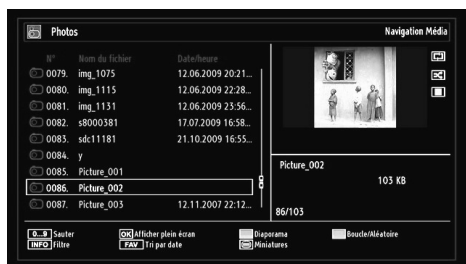 Photos
Navigation Média
N° Nom du fichier Date/heure
0079. img_1075 12.06.2009 20:21...
0080. img_1115 12.06.2009 22:28...
0081. img_1131 12.06.2009 23:56...
0082. s8000381 17.07.2009 16:58...
0083. sdc11181 21.10.2009 16:55...
0084. y
0085. Picture_001
0086. Picture_002
0087. Picture_003 12.11.2007 22:12...
Picture_002
103 KB
86/103
0...9 Sauter OK Afficher plein écran Diaporama Boucle/Aléatoire
INFO Filtre FAV Tri par date Miniatures